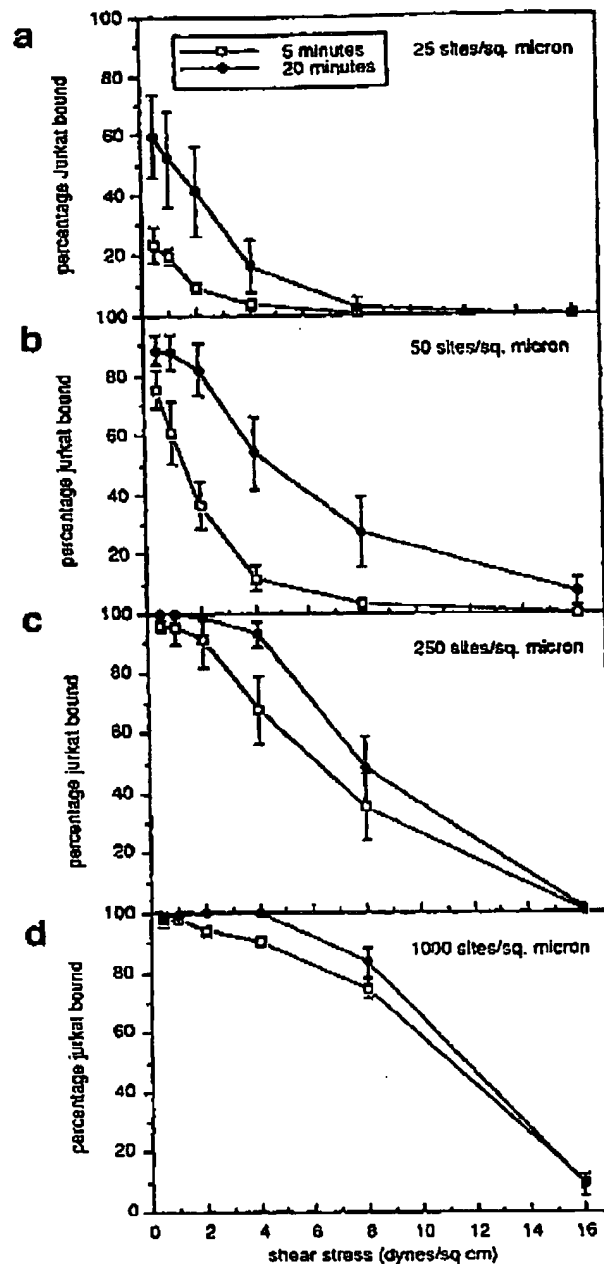 a
100
5 minutes
20 minutes
25 sites/sq. micron
80
60
40
20
percentage Jurkat bound
b
100
50 sites/sq. micron
80
60
40
20
percentage jurkat bound
c
100
250 sites/sq. micron
80
60
40
20
percentage jurkat bound
d
100
1000 sites/sq. micron
80
60
40
20
0
percentage jurkat bound
0 2 4 6 8 10 12 14 16
shear stress (dynes/sq cm)